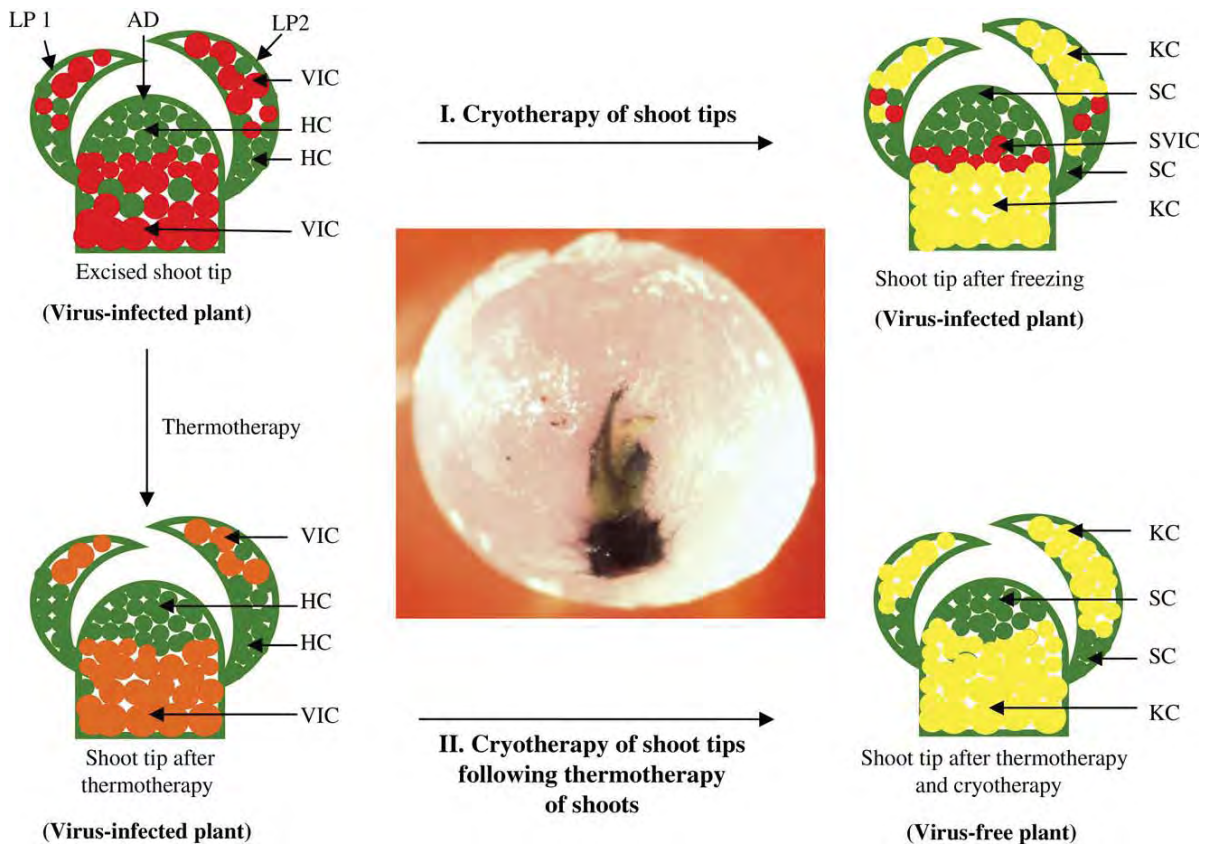 LP 1
AD
LP2
VIC
HC
HC
VIC
Excised shoot tip
(Virus-infected plant)
I. Cryotherapy of shoot tips
KC
SC
SVIC
SC
KC
Shoot tip after freezing
(Virus-infected plant)
Thermotherapy
VIC
HC
HC
VIC
Shoot tip after
thermotherapy
(Virus-infected plant)
II. Cryotherapy of shoot tips
following thermotherapy
of shoots
KC
SC
SC
KC
Shoot tip after thermotherapy
and cryotherapy
(Virus-free plant)